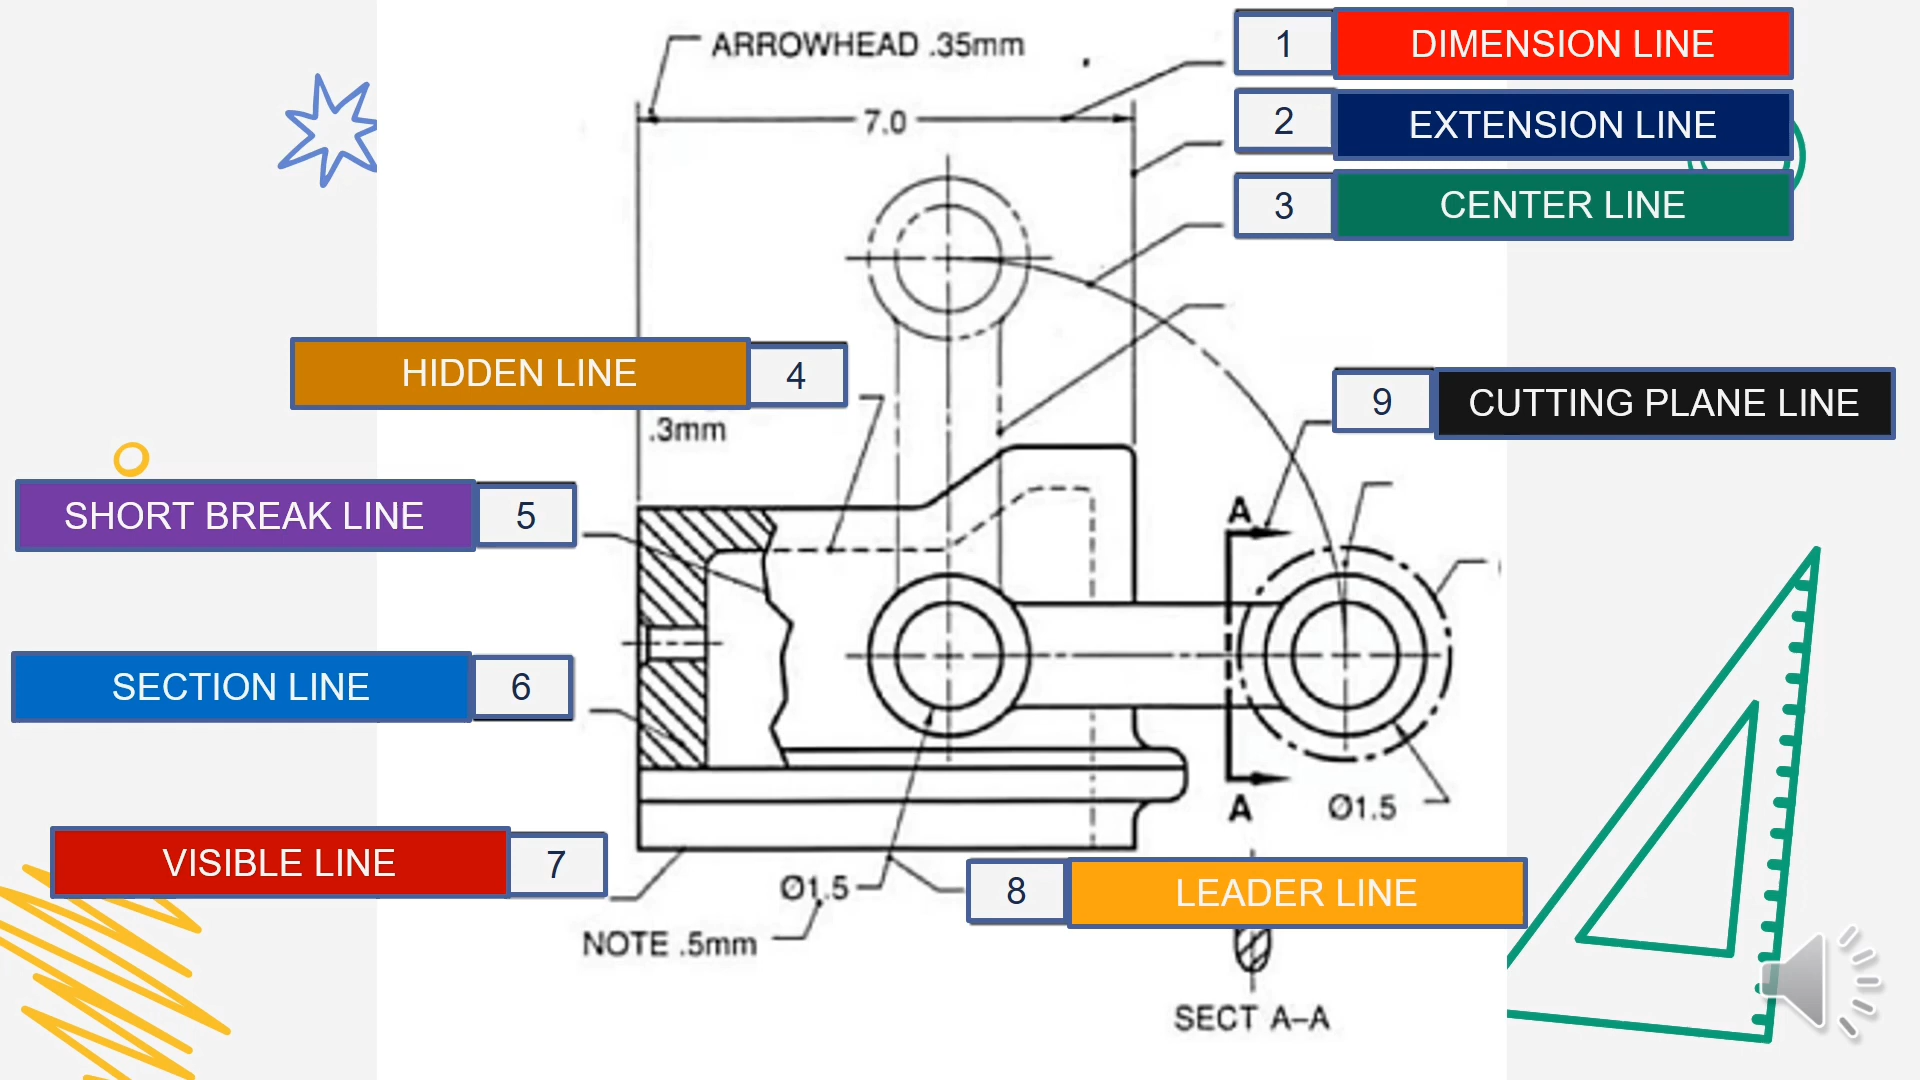 ARROWHEAD .35mm
1 DIMENSION LINE
7.0
2 EXTENSION LINE
3 CENTER LINE
HIDDEN LINE 4
9 CUTTING PLANE LINE
.3mm
SHORT BREAK LINE 5
A
SECTION LINE 6
A
Ø1.5
VISIBLE LINE 7
Ø1.5
8 LEADER LINE
NOTE .5mm
SECT A–A